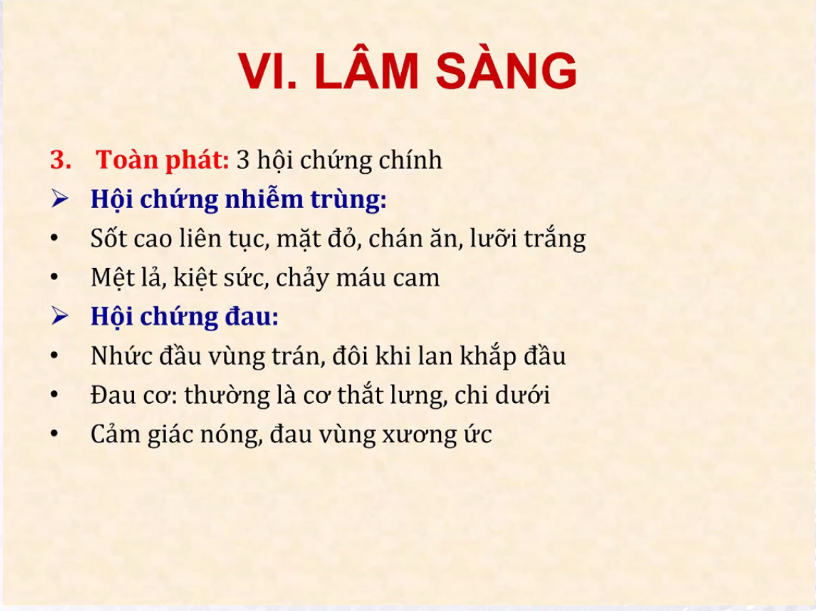 VI. LÂM SÀNG
3. Toàn phát: 3 hội chứng chính
➢ Hội chứng nhiễm trùng:
• Sốt cao liên tục, mặt đỏ, chán ăn, lưỡi trắng
• Mệt lả, kiệt sức, chảy máu cam
➢ Hội chứng đau:
• Nhức đầu vùng trán, đôi khi lan khắp đầu
• Đau cơ: thường là cơ thắt lưng, chi dưới
• Cảm giác nóng, đau vùng xương ức